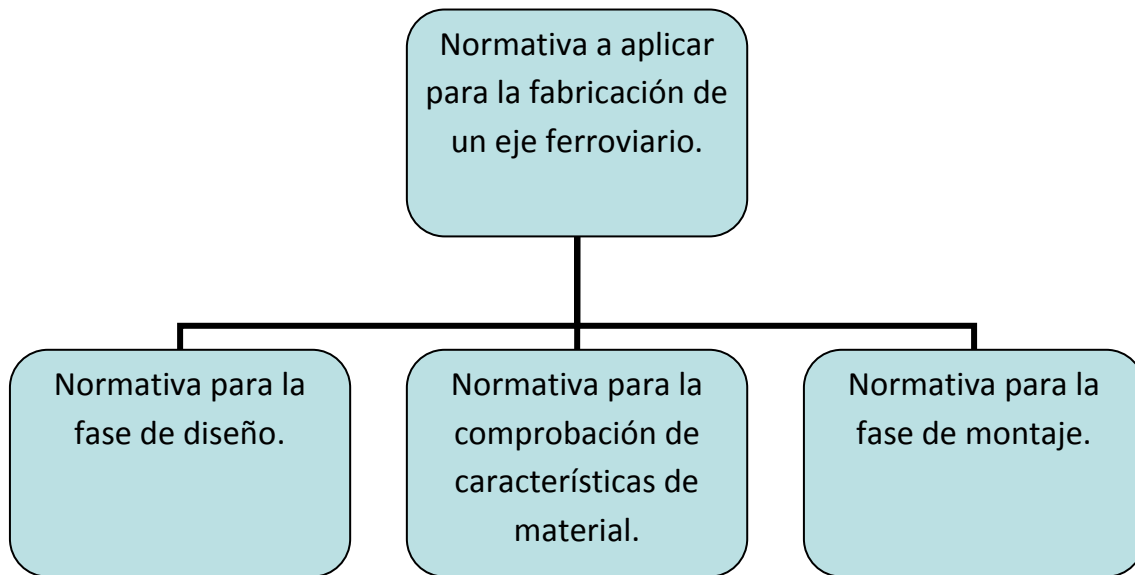 Normativa a aplicar
para la fabricación de
un eje ferroviario.
Normativa para la
fase de diseño.
Normativa para la
comprobación de
características de
material.
Normativa para la
fase de montaje.